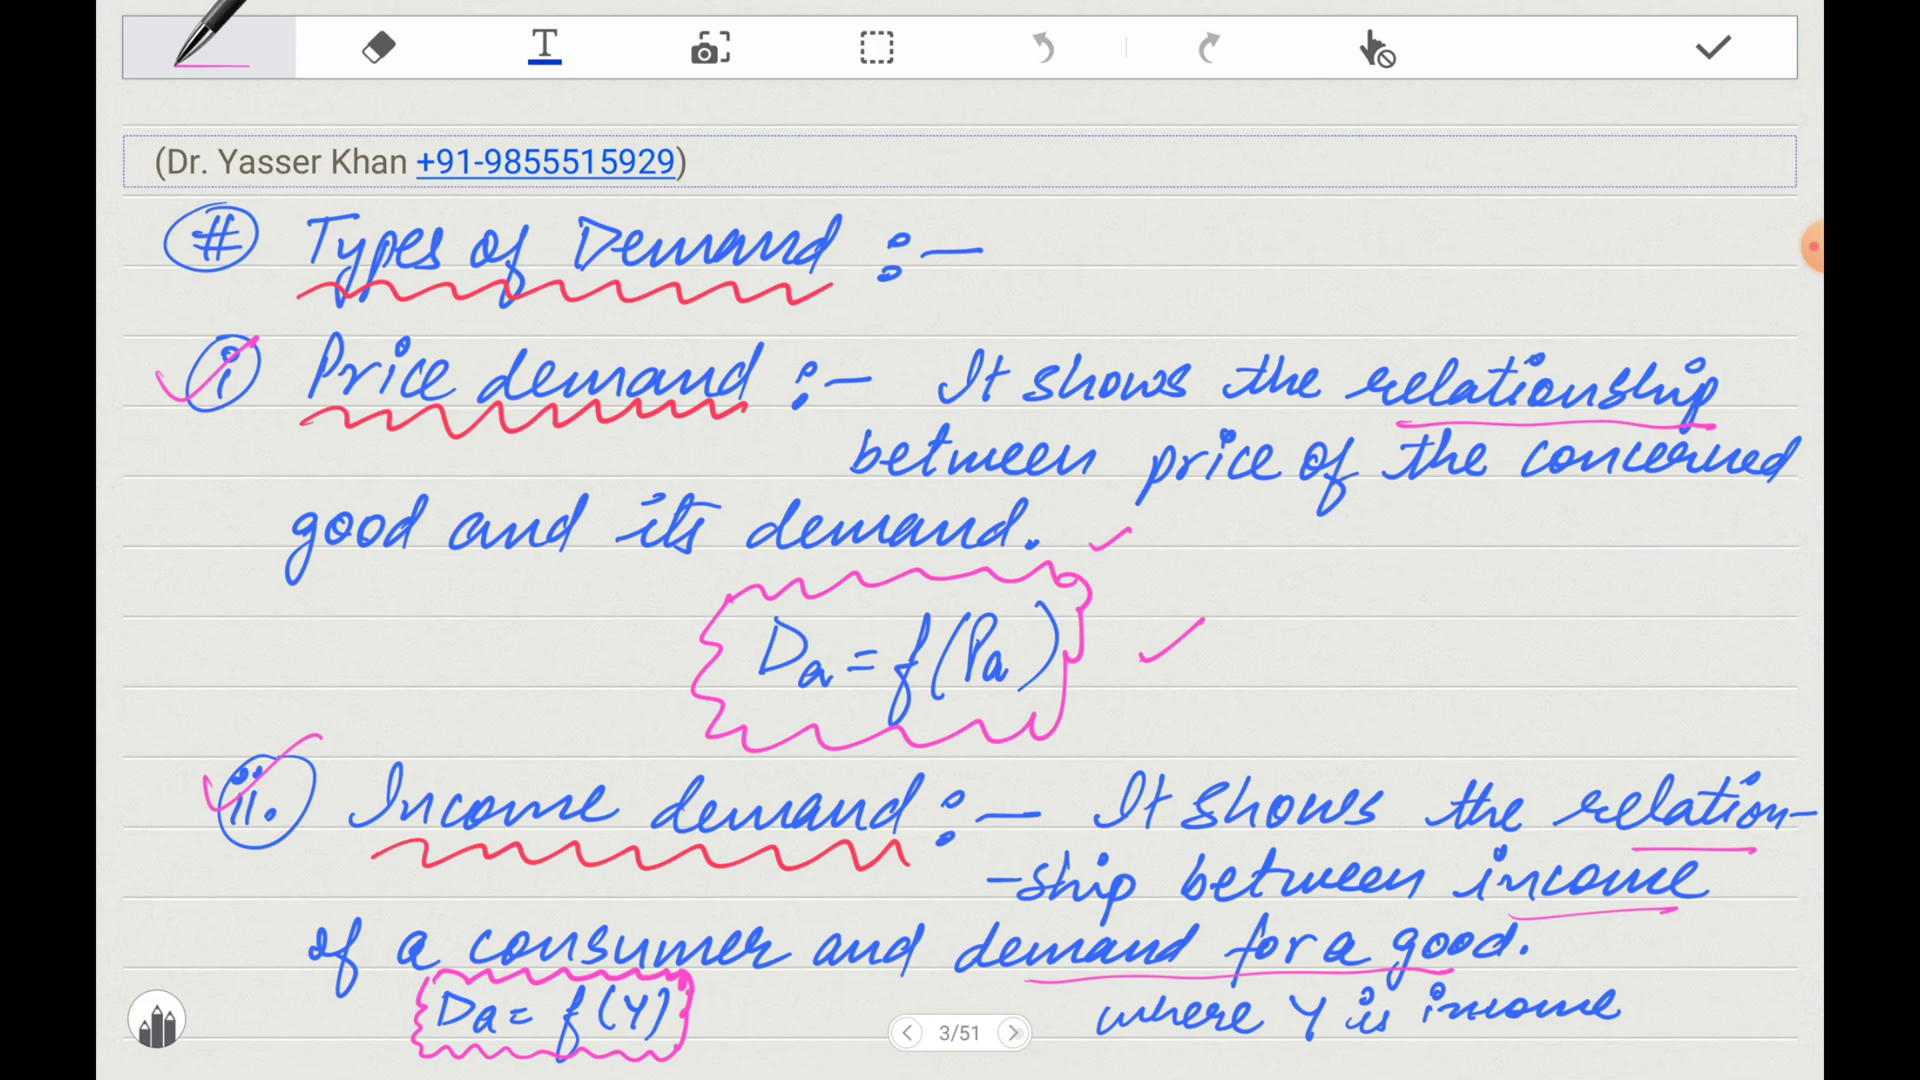 T
(Dr. Yasser Khan +91-9855515929)
# Types of Demand :-
i Price demand :- It shows the relationship
between price of the concerned
good and its demand.
Da = f(Pa)
ii. Income demand :- It shows the relation-
-ship between income
of a consumer and demand for a good.
Da = f(Y) where Y is income
3/51